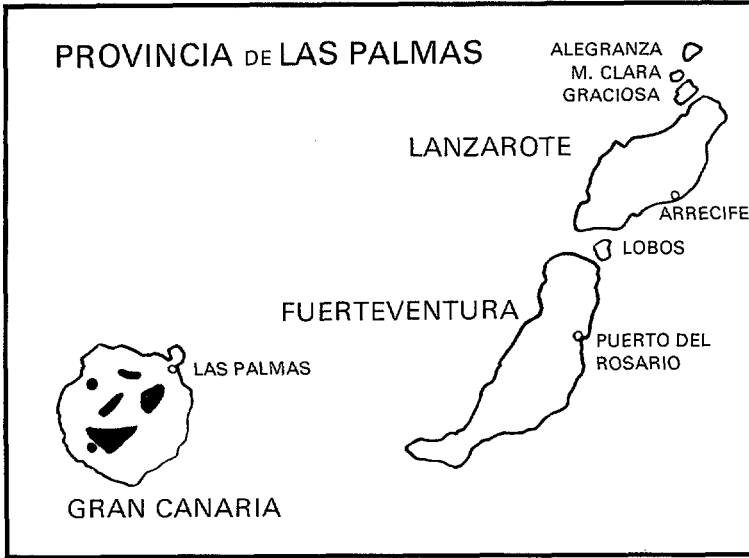 PROVINCIA DE LAS PALMAS
ALEGRANZA
M. CLARA
GRACIOSA
LANZAROTE
ARRECIFE
LOBOS
FUERTEVENTURA
PUERTO DEL
ROSARIO
LAS PALMAS
GRAN CANARIA